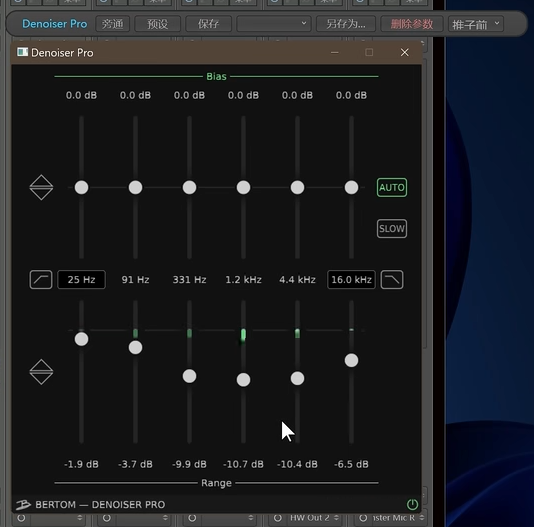 Denoiser Pro 旁通 预设 保存 另存为... 删除参数 推子前
Denoiser Pro
Bias
0.0 dB 0.0 dB 0.0 dB 0.0 dB 0.0 dB 0.0 dB
AUTO
SLOW
25 Hz 91 Hz 331 Hz 1.2 kHz 4.4 kHz 16.0 kHz
-1.9 dB -3.7 dB -9.9 dB -10.7 dB -10.4 dB -6.5 dB
Range
BERTOM — DENOISER PRO
HW Out 2 ister Mic R